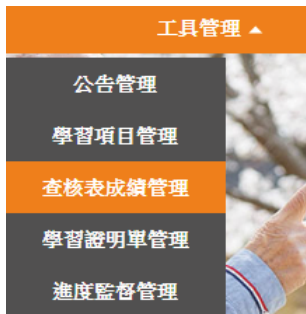 工具管理 ▲
公告管理
學習項目管理
查核表成績管理
學習證明單管理
進度監督管理